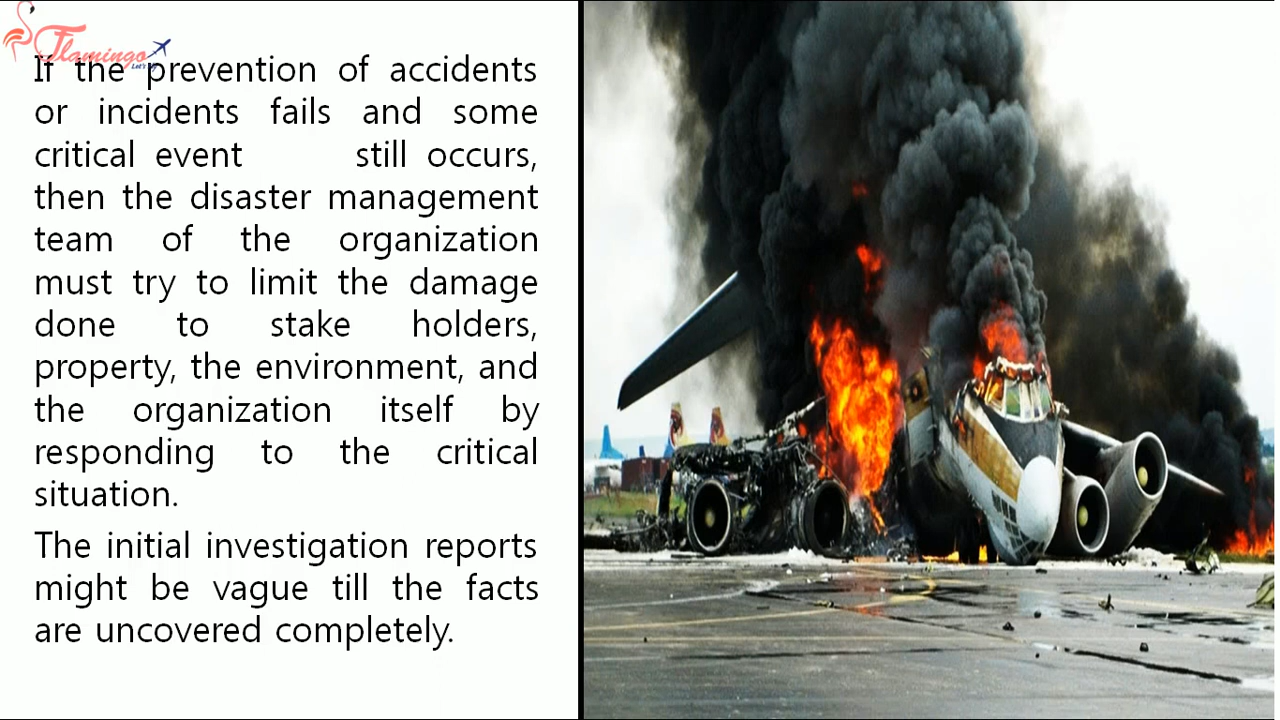 Flamingo
Let's
If the prevention of accidents
or incidents fails and some
critical event still occurs,
then the disaster management
team of the organization
must try to limit the damage
done to stake holders,
property, the environment, and
the organization itself by
responding to the critical
situation.
The initial investigation reports
might be vague till the facts
are uncovered completely.